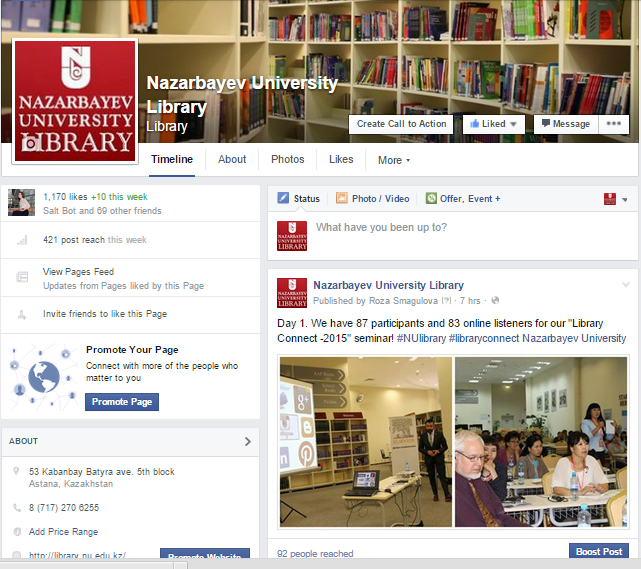 NAZARBAYEV
UNIVERSITY
LIBRARY
Nazarbayev University
Library
Library
Create Call to Action
Liked
Message
Timeline
About
Photos
Likes
More
1,170 likes +10 this week
Salt Bot and 69 other friends
421 post reach this week
View Pages Feed
Updates from Pages liked by this Page
Invite friends to like this Page
Promote Your Page
Connect with more of the people who
matter to you
Promote Page
ABOUT
53 Kabanbay Batyra ave. 5th block
Astana, Kazakhstan
8 (717) 270 6255
Add Price Range
http://library.nu.edu.kz/
Promote Website
Status
Photo / Video
Offer, Event +
NAZARBAYEV
UNIVERSITY
LIBRARY
What have you been up to?
NAZARBAYEV
UNIVERSITY
LIBRARY
Nazarbayev University Library
Published by Roza Smagulova [?] · 7 hrs ·
Day 1. We have 87 participants and 83 online listeners for our "Library
Connect -2015" seminar! #NUlibrary #libraryconnect Nazarbayev University
92 people reached
Boost Post